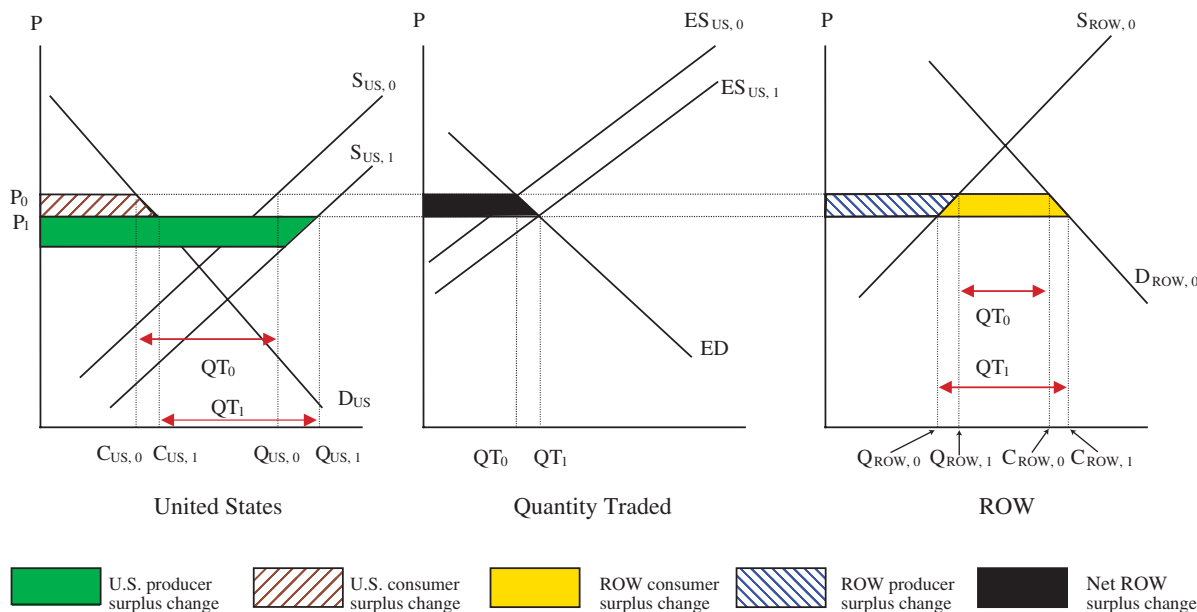 P
P
P
S US, 0
S US, 1
ES US, 0
ES US, 1
S ROW, 0
P0
P1
D ROW, 0
QT0
QT1
D US
ED
QT0
QT1
C US, 0 C US, 1 Q US, 0 Q US, 1
QT0 QT1
Q ROW, 0 Q ROW, 1 C ROW, 0 C ROW, 1
United States
Quantity Traded
ROW
U.S. producer
surplus change
U.S. consumer
surplus change
ROW consumer
surplus change
ROW producer
surplus change
Net ROW
surplus change